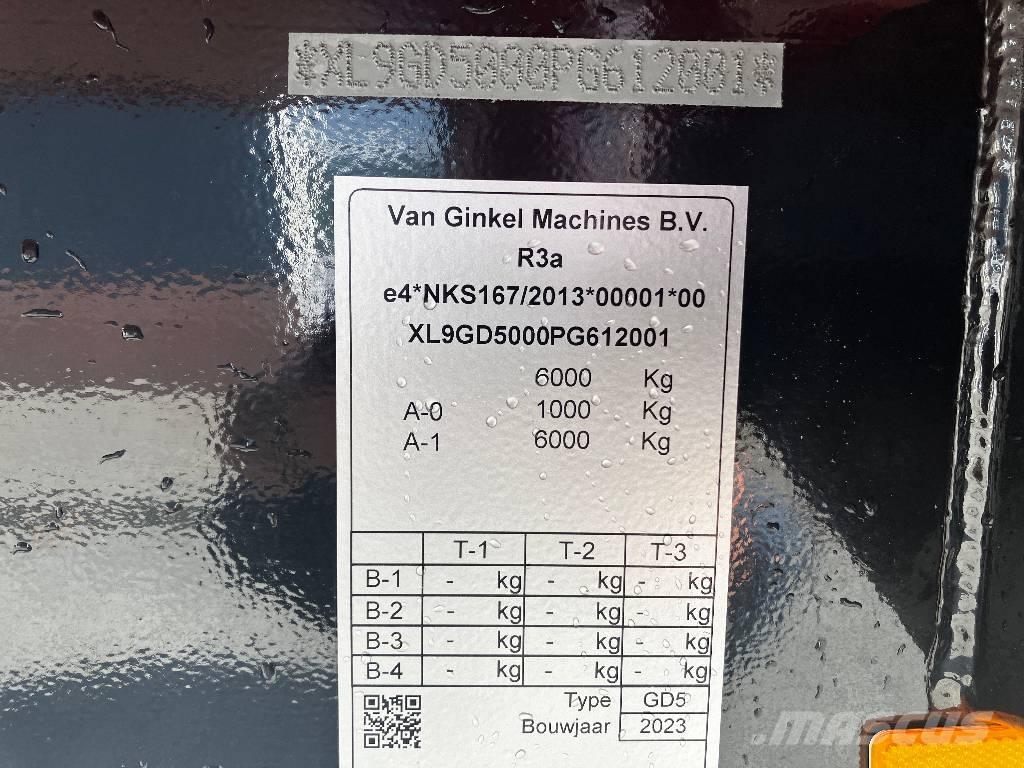 *XL9GD5000PG612001*
Van Ginkel Machines B.V.
R3a
e4*NKS167/2013*00001*00
XL9GD5000PG612001
6000 Kg
A-0 1000 Kg
A-1 6000 Kg
T-1 T-2 T-3
B-1 - kg - kg - kg
B-2 - kg - kg - kg
B-3 - kg - kg - kg
B-4 - kg - kg - kg
Type GD5
Bouwjaar 2023
MASCUS